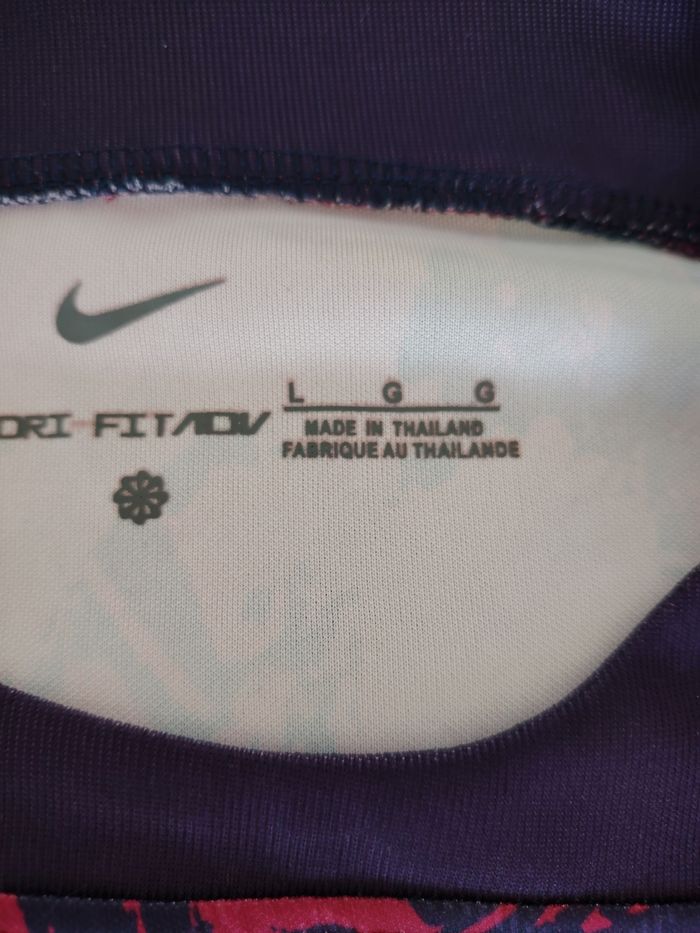 L G G
DRI-FIT ADV
MADE IN THAILAND
FABRIQUE AU THAILANDE